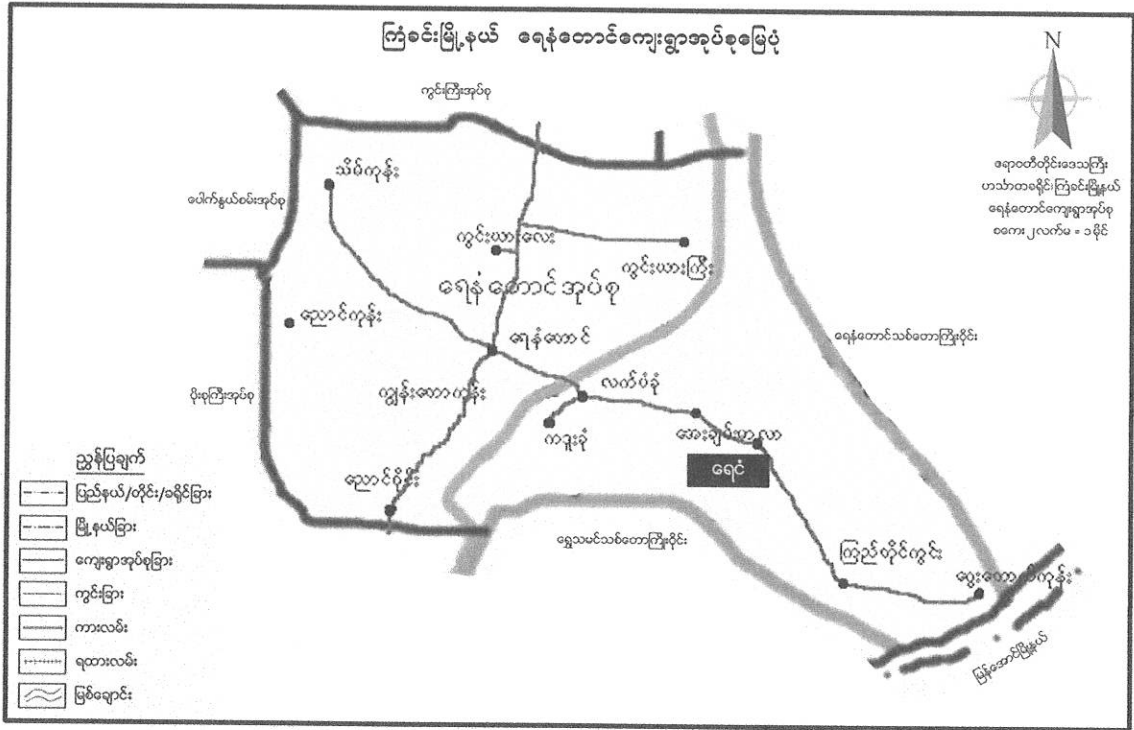 ကြံခင်းမြို့နယ် ရေနံတောင်ကျေးရွာအုပ်စုမြေပုံ
N
ကွင်းကြီးအုပ်စု
ဧရာဝတီတိုင်းဒေသကြီး
ဟင်္သာတခရိုင်၊ ကြံခင်းမြို့နယ်
ရေနံတောင်ကျေးရွာအုပ်စု
စကေး ၂လက်မ = ၁မိုင်
သိမ်ကုန်း
ပေါက်နွယ်စမ်းအုပ်စု
ကွင်းယားလေး
ကွင်းယားကြီး
ရေနံတောင်အုပ်စု
ညောင်ကုန်း
ရေနံတောင်
ရေနံတောင်သစ်တောကြိုးဝိုင်း
လက်ပံခုံ
ကျွန်းတောကုန်း
ပိုးစုကြီးအုပ်စု
ကဒူးခုံ
အေးချမ်းမာလာ
ရေငံ
ညောင်ဝိုင်း
ရွှေသမင်သစ်တောကြိုးဝိုင်း
ကြည်တိုင်ကွင်း
မြန်အောင်မြို့နယ်
ညွှန်ပြချက်
ပြည်နယ်/တိုင်း/ခရိုင်ခြား
မြို့နယ်ခြား
ကျေးရွာအုပ်စုခြား
ကွင်းခြား
ကားလမ်း
ရထားလမ်း
မြစ်ချောင်း